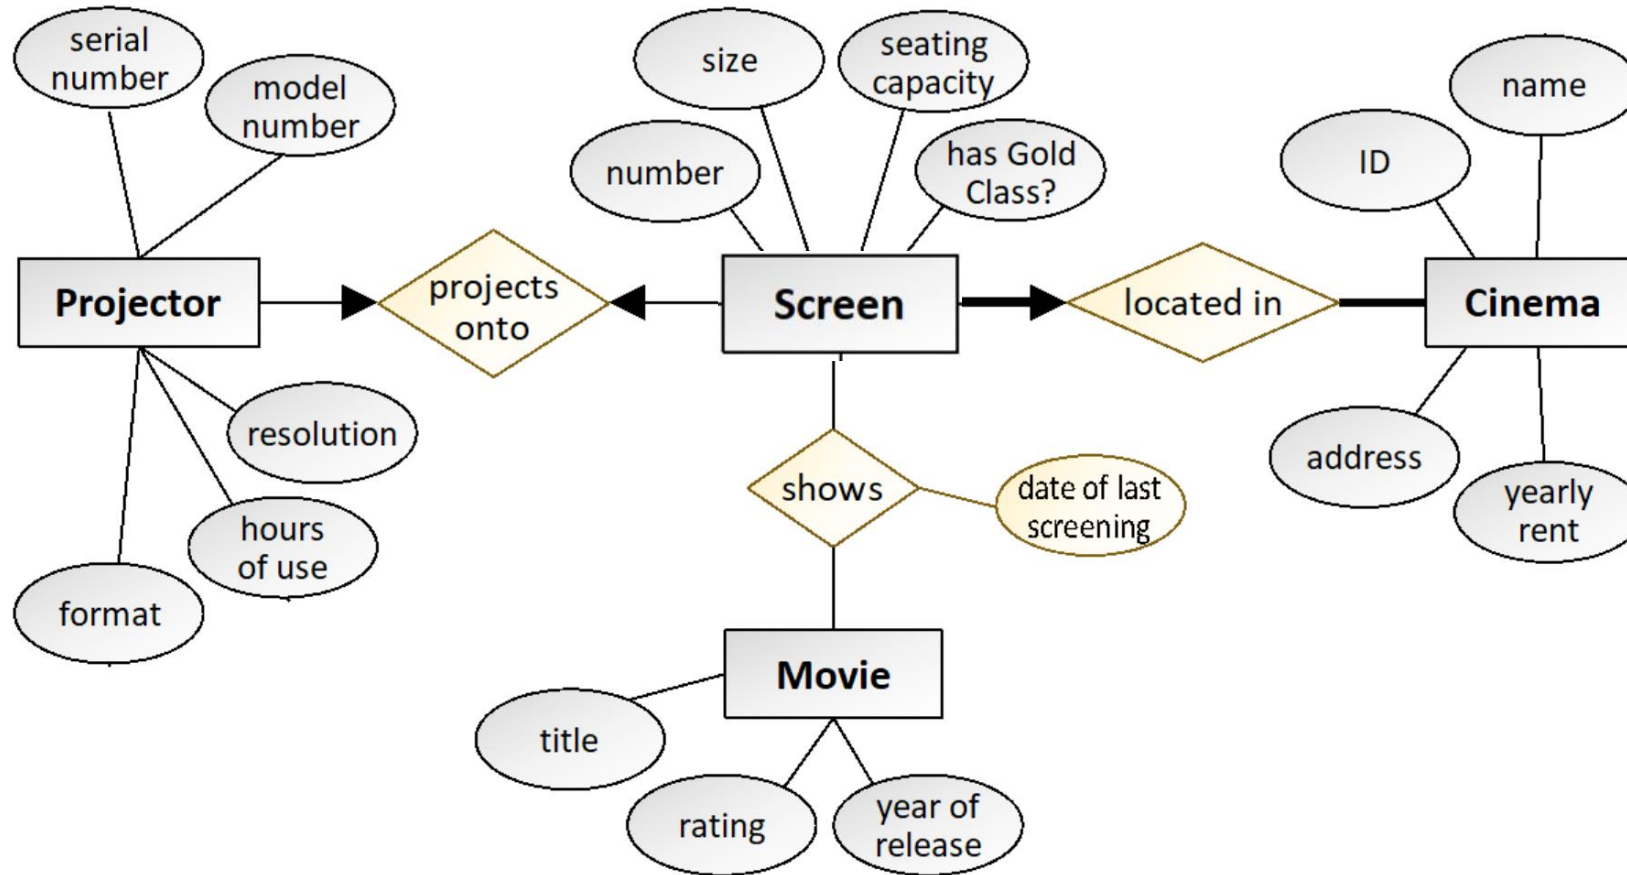 serial
number
model
number
size
seating
capacity
number
has Gold
Class?
ID
name
Projector
projects
onto
Screen
located in
Cinema
resolution
hours
of use
format
shows
date of last
screening
address
yearly
rent
Movie
title
rating
year of
release